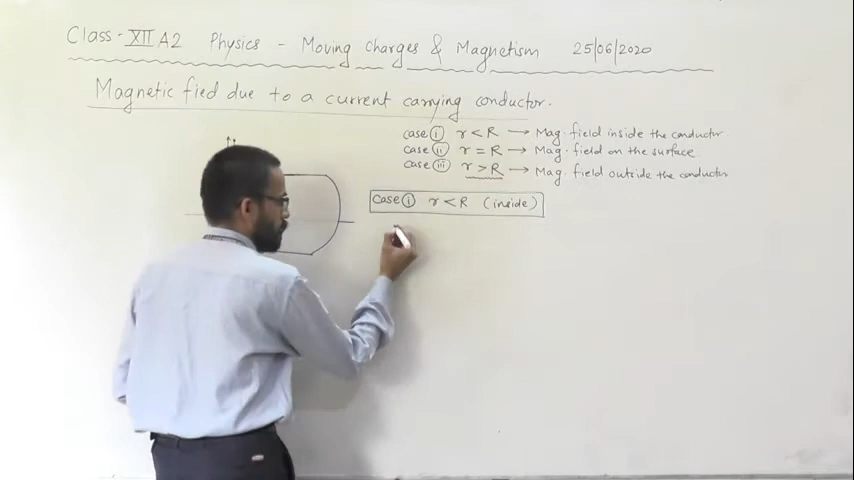 Class - XII A2 Physics - Moving Charges & Magnetism 25/06/2020
Magnetic fied due to a current carrying conductor.
case (i) r < R → Mag. field inside the conductor
case (ii) r = R → Mag. field on the surface
case (iii) r > R → Mag. field outside the conductor
case (i) r < R (inside)